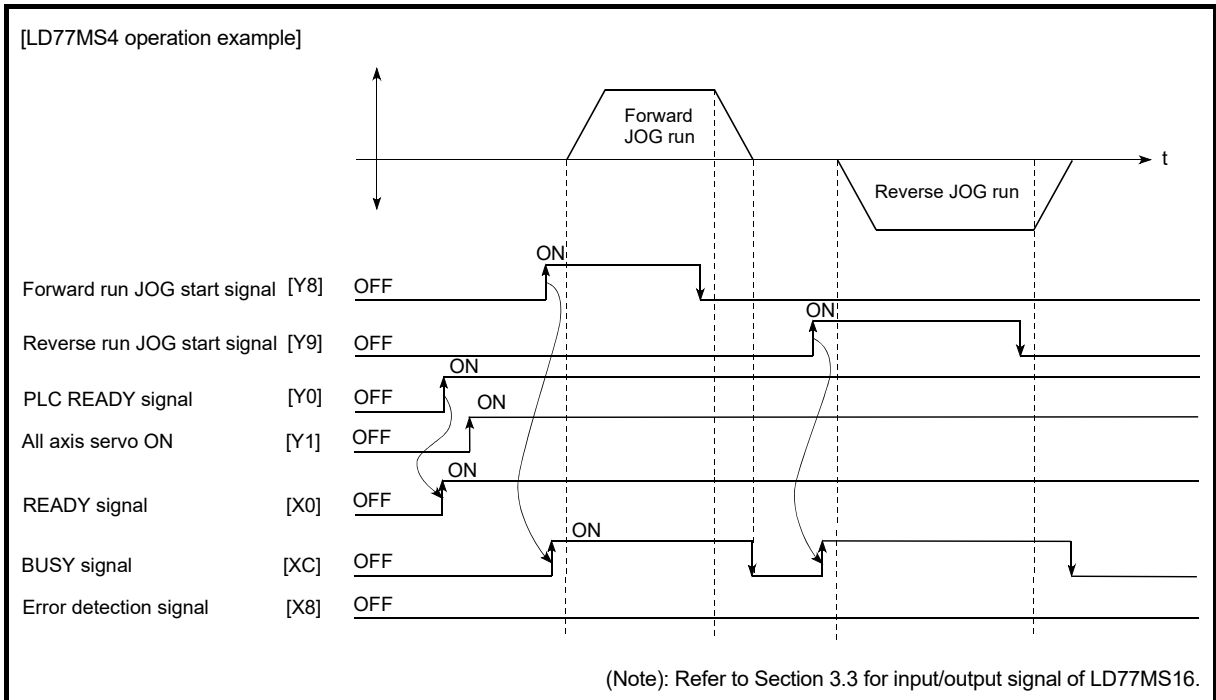 [LD77MS4 operation example]
Forward
JOG run
t
Reverse JOG run
ON
Forward run JOG start signal [Y8] OFF
ON
Reverse run JOG start signal [Y9] OFF
ON
PLC READY signal [Y0] OFF
ON
All axis servo ON [Y1] OFF
ON
READY signal [X0] OFF
ON
BUSY signal [XC] OFF
Error detection signal [X8] OFF
(Note): Refer to Section 3.3 for input/output signal of LD77MS16.